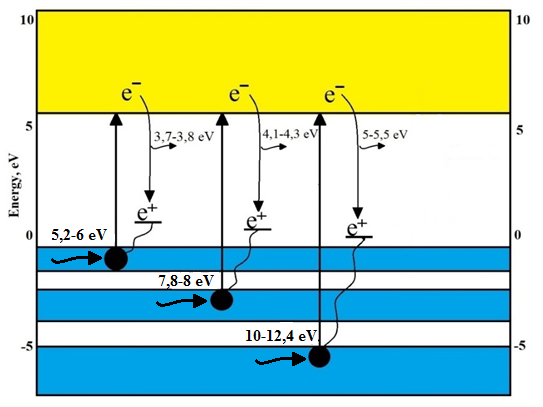 10 10
e⁻ e⁻ e⁻
5 5
3,7-3,8 eV 4,1-4,3 eV 5-5,5 eV
Energy, eV
e⁺ e⁺ e⁺
0 0
5,2-6 eV
7,8-8 eV
10-12,4 eV
-5 -5